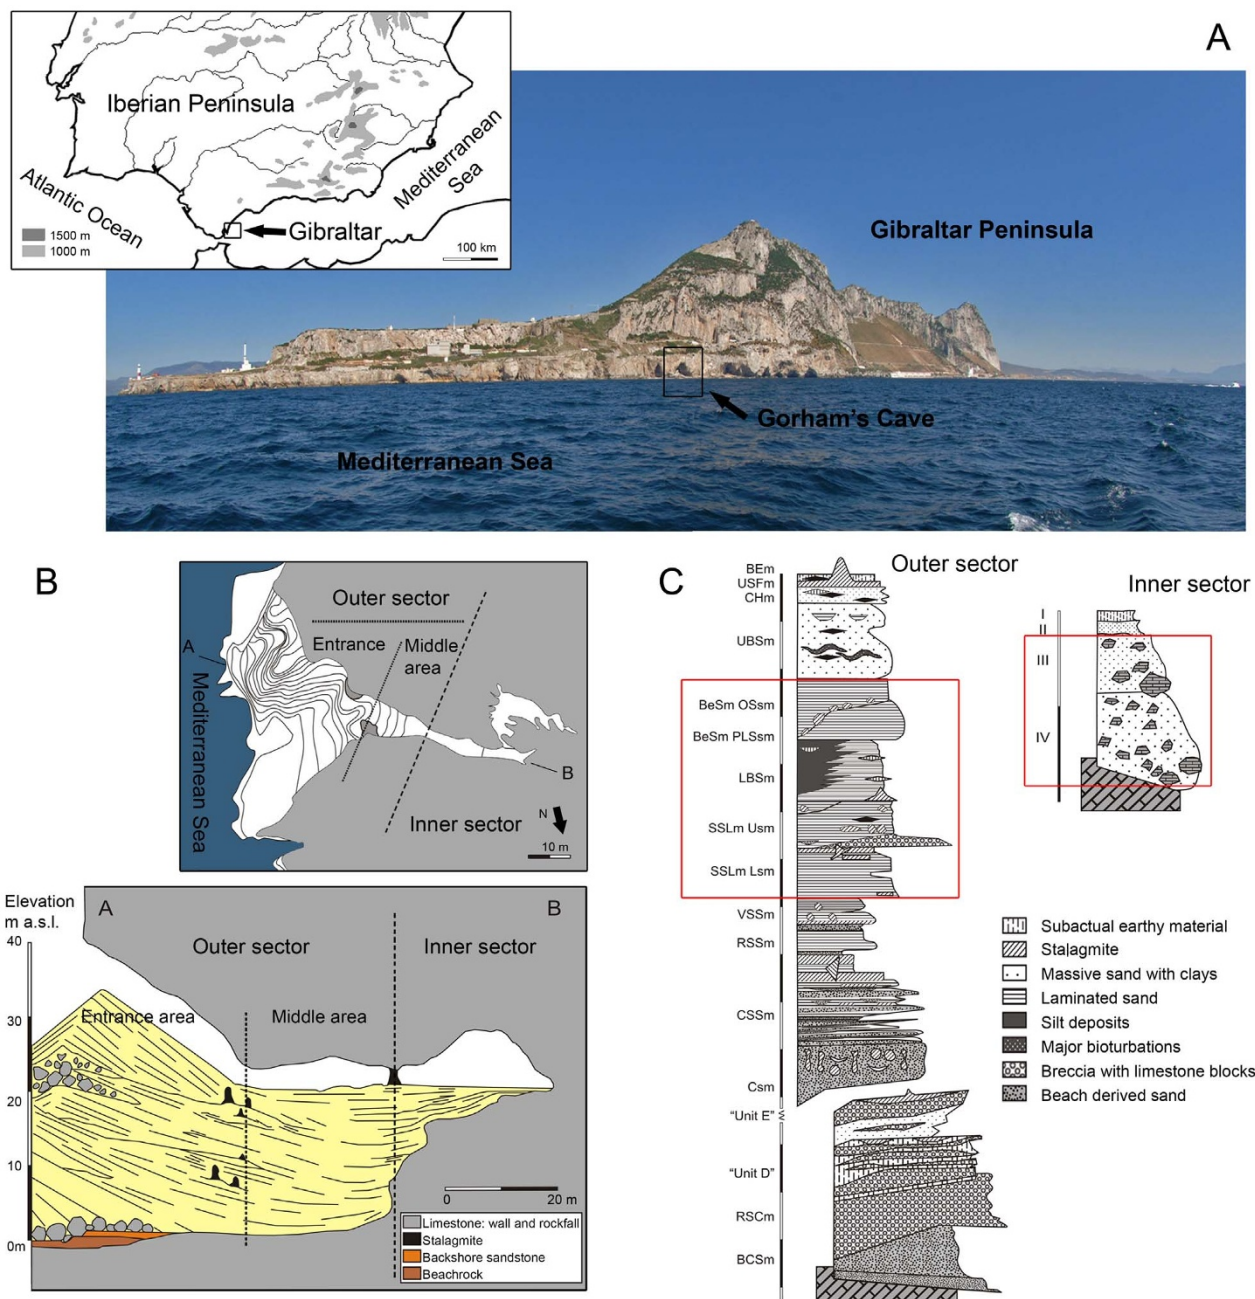 A
Iberian Peninsula
Atlantic Ocean
Mediterranean
Sea
Gibraltar
1500 m
1000 m
100 km
Gibraltar Peninsula
Gorham's Cave
Mediterranean Sea
B
Outer sector
Entrance
Middle
area
A
Mediterranean Sea
B
Inner sector
N
10 m
Elevation
m a.s.l.
A
B
Outer sector
Inner sector
40
30
20
10
0m
Entrance area
Middle area
0
20 m
Limestone: wall and rockfall
Stalagmite
Backshore sandstone
Beachrock
C
Outer sector
Inner sector
BEm
USFm
CHm
UBSm
BeSm OSsm
BeSm PLSsm
LBSm
SSLm Usm
SSLm Lsm
VSSm
RSSm
CSSm
Csm
"Unit E"
"Unit D"
RSCm
BCSm
I
II
III
IV
Subactual earthy material
Stalagmite
Massive sand with clays
Laminated sand
Silt deposits
Major bioturbations
Breccia with limestone blocks
Beach derived sand